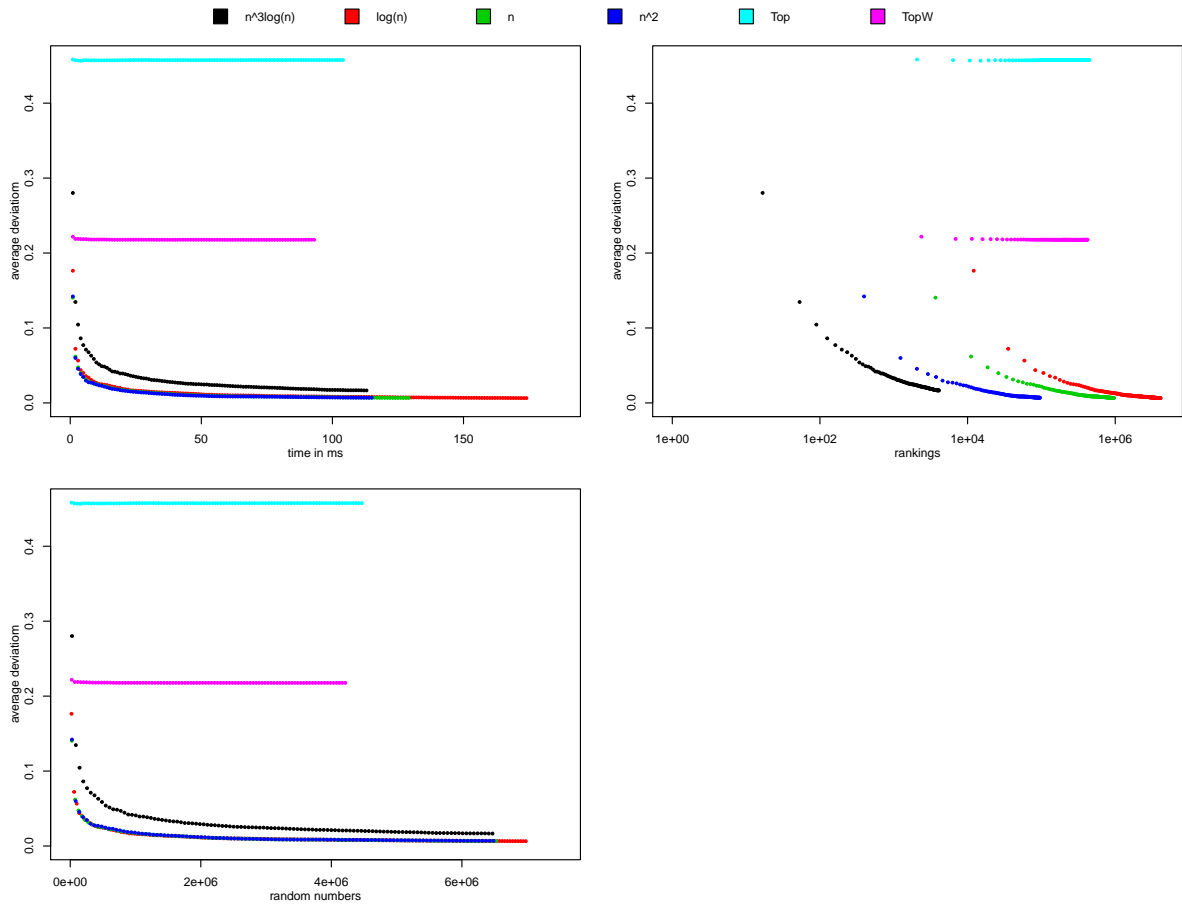 n^3log(n) log(n) n n^2 Top TopW
average deviatiom
0.0 0.1 0.2 0.3 0.4
0 50 100 150
time in ms
average deviatiom
0.0 0.1 0.2 0.3 0.4
1e+00 1e+02 1e+04 1e+06
rankings
average deviatiom
0.0 0.1 0.2 0.3 0.4
0e+00 2e+06 4e+06 6e+06
random numbers